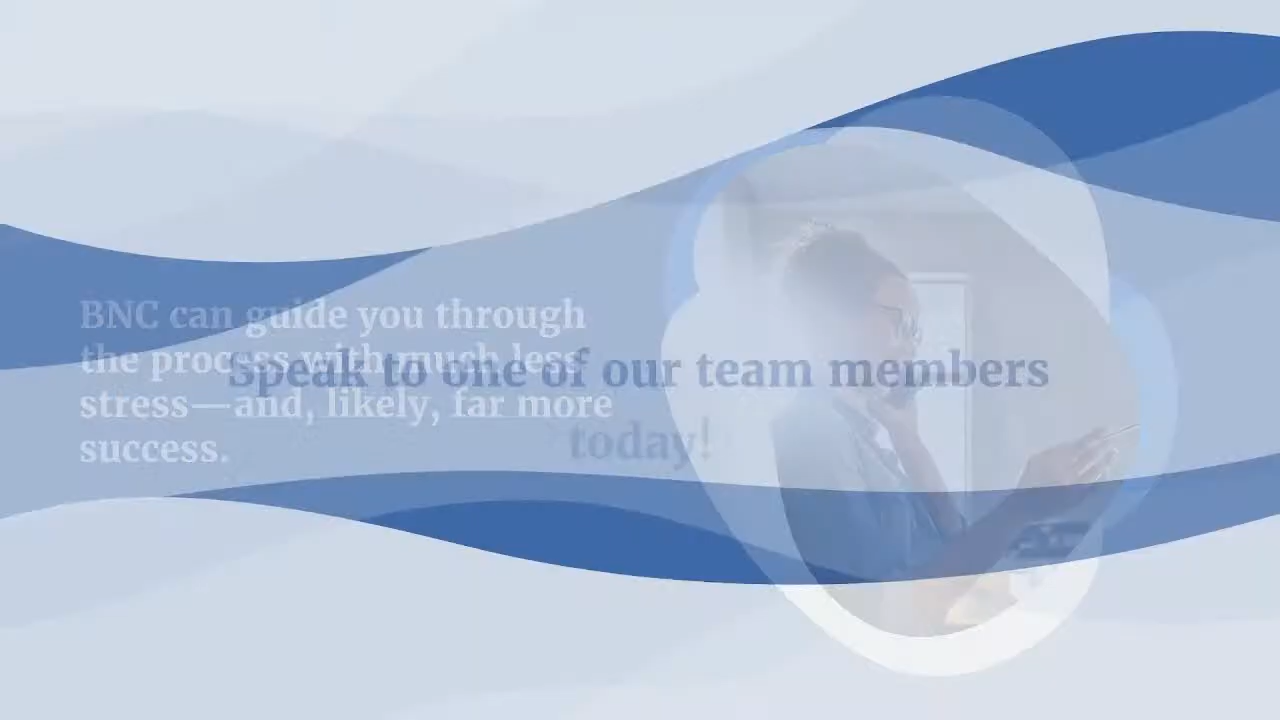 BNC can guide you through
the process with much less
stress—and, likely, far more
success.
Speak to one of our team members
today!